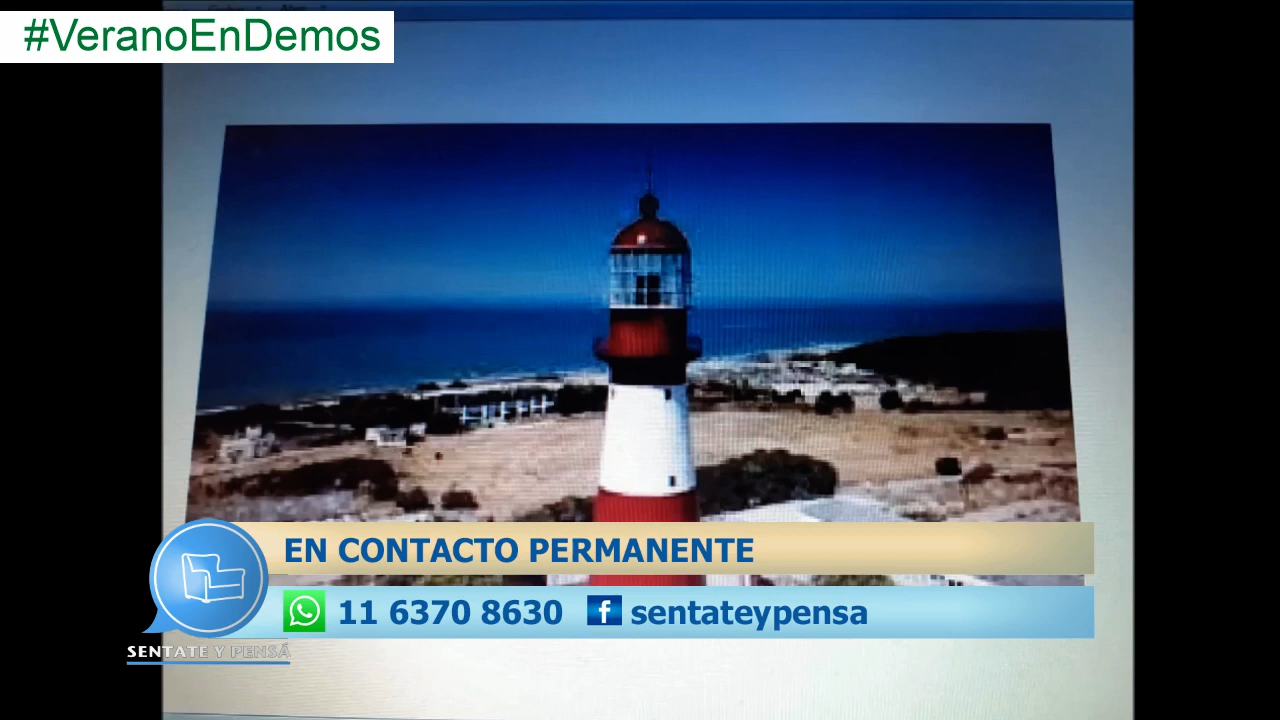 #VeranoEnDemos
EN CONTACTO PERMANENTE
11 6370 8630 sentateypensa
SENTATE Y PENSÁ